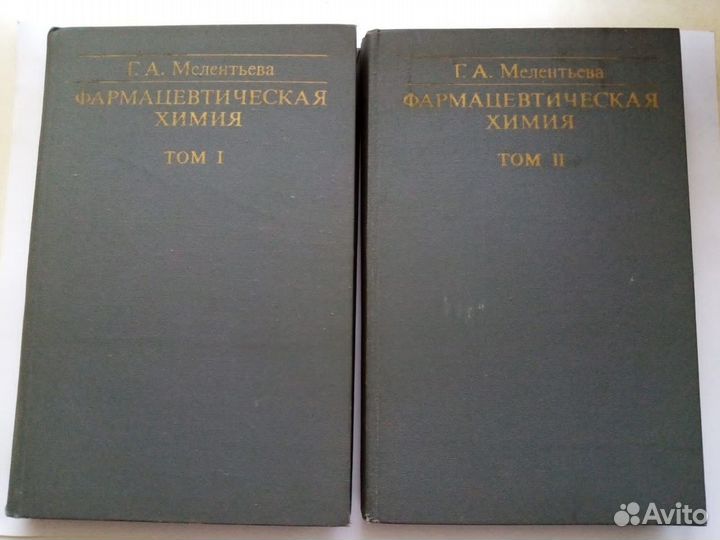 Г. А. Мелентьева
ФАРМАЦЕВТИЧЕСКАЯ
ХИМИЯ
ТОМ I
Г. А. Мелентьева
ФАРМАЦЕВТИЧЕСКАЯ
ХИМИЯ
ТОМ II
Avito